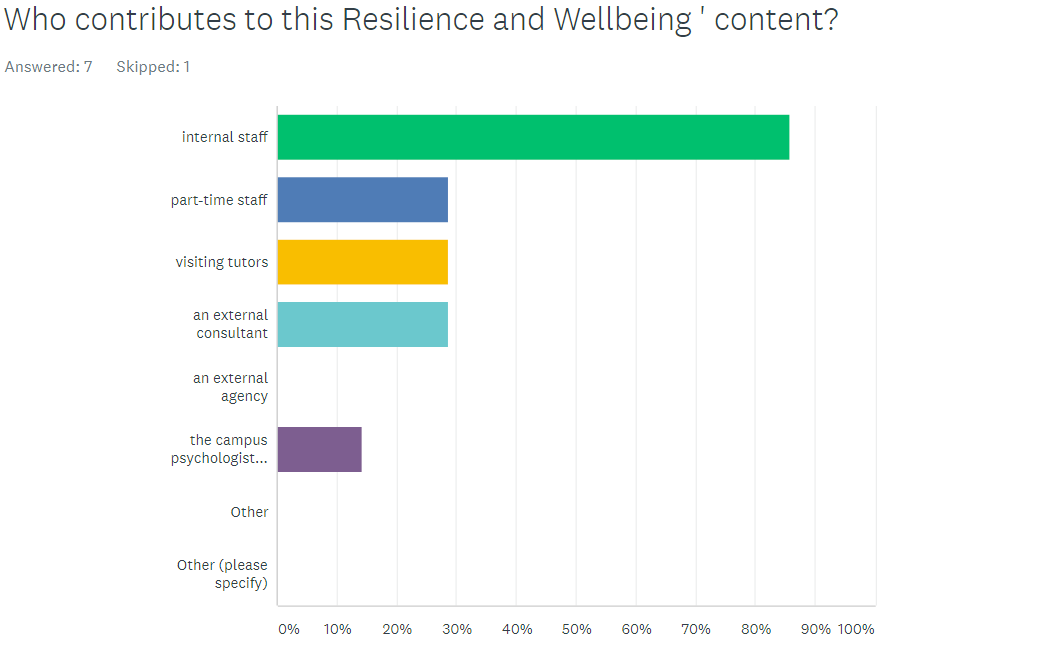 Who contributes to this Resilience and Wellbeing ' content?
Answered: 7 Skipped: 1
internal staff
part-time staff
visiting tutors
an external
consultant
an external
agency
the campus
psychologist...
Other
Other (please
specify)
0% 10% 20% 30% 40% 50% 60% 70% 80% 90% 100%